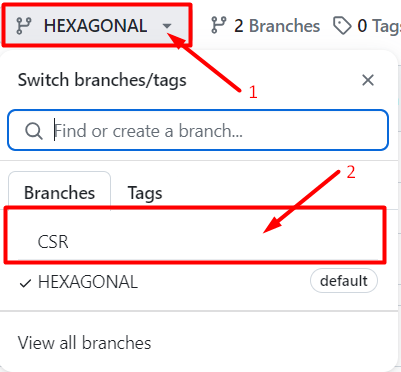 HEXAGONAL 2 Branches 0 Tag
1
Switch branches/tags
Find or create a branch...
2
Branches Tags
CSR
HEXAGONAL default
View all branches